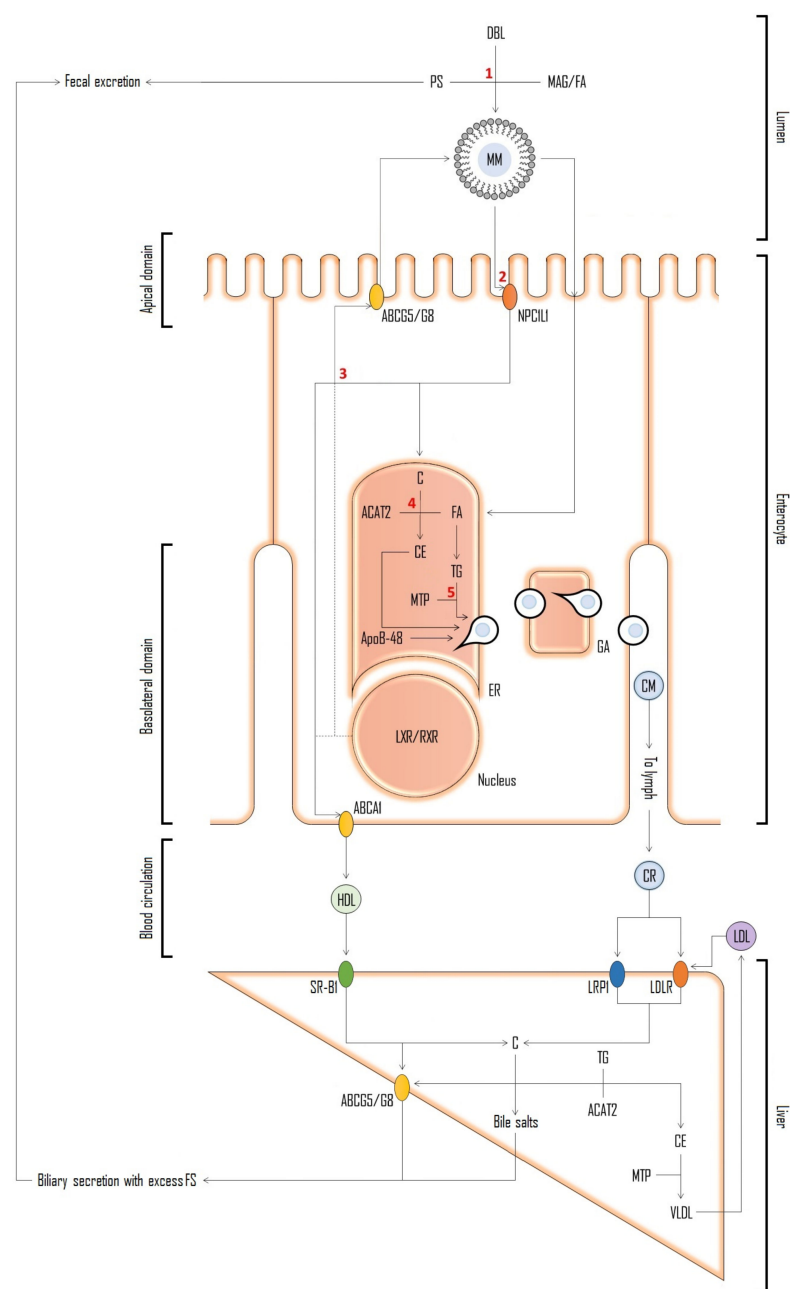 DBL
Lumen
1
Fecal excretion
PS
MAG/FA
MM
Apical domain
2
ABCG5/G8
NPC1L1
3
Enterocyte
C
ACAT2
4
FA
CE
TG
MTP
5
ApoB-48
GA
Basolateral domain
ER
CM
LXR/RXR
Nucleus
To lymph
ABCA1
Blood circulation
CR
HDL
LDL
SR-B1
LRP1
LDLR
C
TG
ABCG5/G8
ACAT2
Bile salts
Liver
CE
MTP
Biliary secretion with excess FS
VLDL